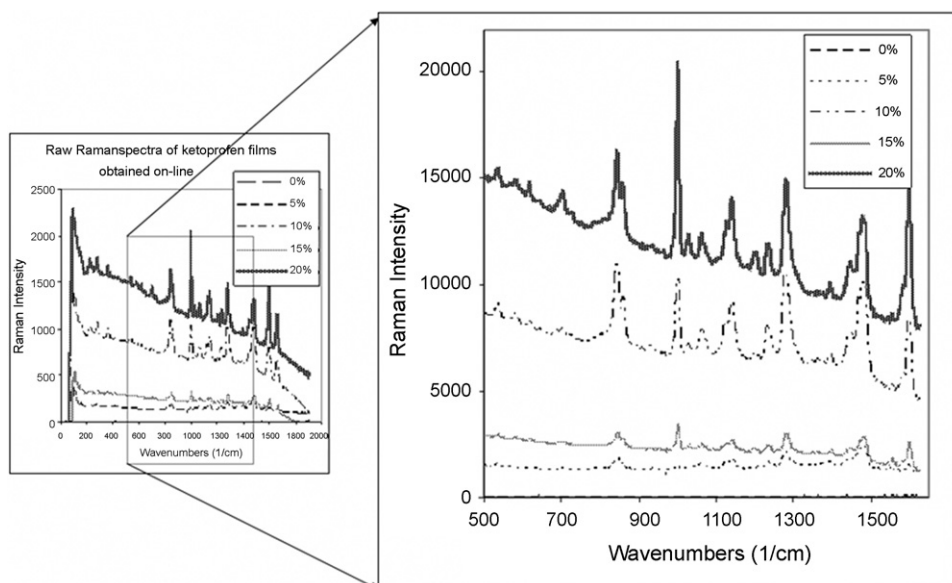 Raw Ramanspectra of ketoprofen films
obtained on-line
2500
2000
1500
1000
500
0
0 200 400 600 300 1000 1200 1400 1500 1600 2000
Raman Intensity
Wavenumbers (1/cm)
0%
5%
10%
15%
20%
20000
15000
10000
5000
0
500 700 900 1100 1300 1500
Raman Intensity
Wavenumbers (1/cm)
0%
5%
10%
15%
20%